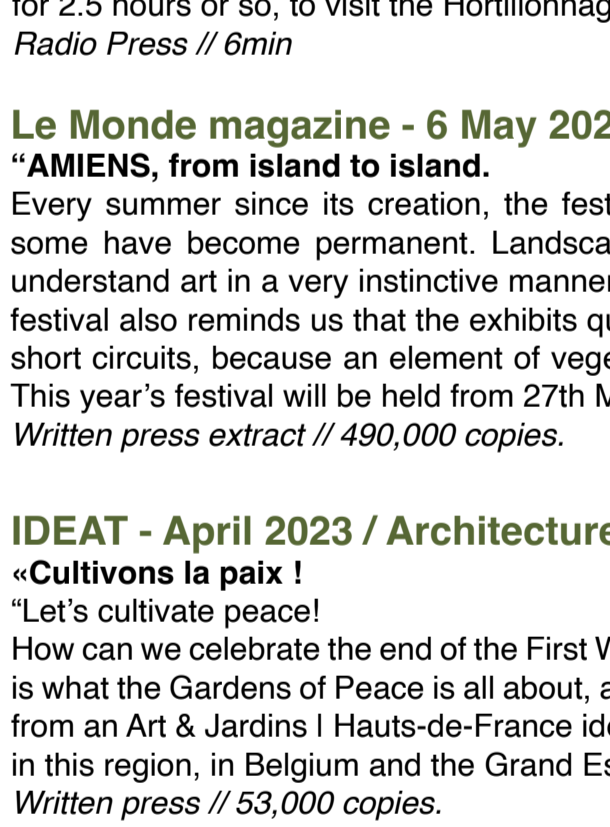 for 2.5 hours or so, to visit the Hortillonnag
Radio Press // 6min
Le Monde magazine - 6 May 202
“AMIENS, from island to island.
Every summer since its creation, the fest
some have become permanent. Landsca
understand art in a very instinctive manner
festival also reminds us that the exhibits qu
short circuits, because an element of vege
This year’s festival will be held from 27th M
Written press extract // 490,000 copies.
IDEAT - April 2023 / Architecture
«Cultivons la paix !
“Let’s cultivate peace!
How can we celebrate the end of the First W
is what the Gardens of Peace is all about, a
from an Art & Jardins I Hauts-de-France ide
in this region, in Belgium and the Grand Es
Written press // 53,000 copies.